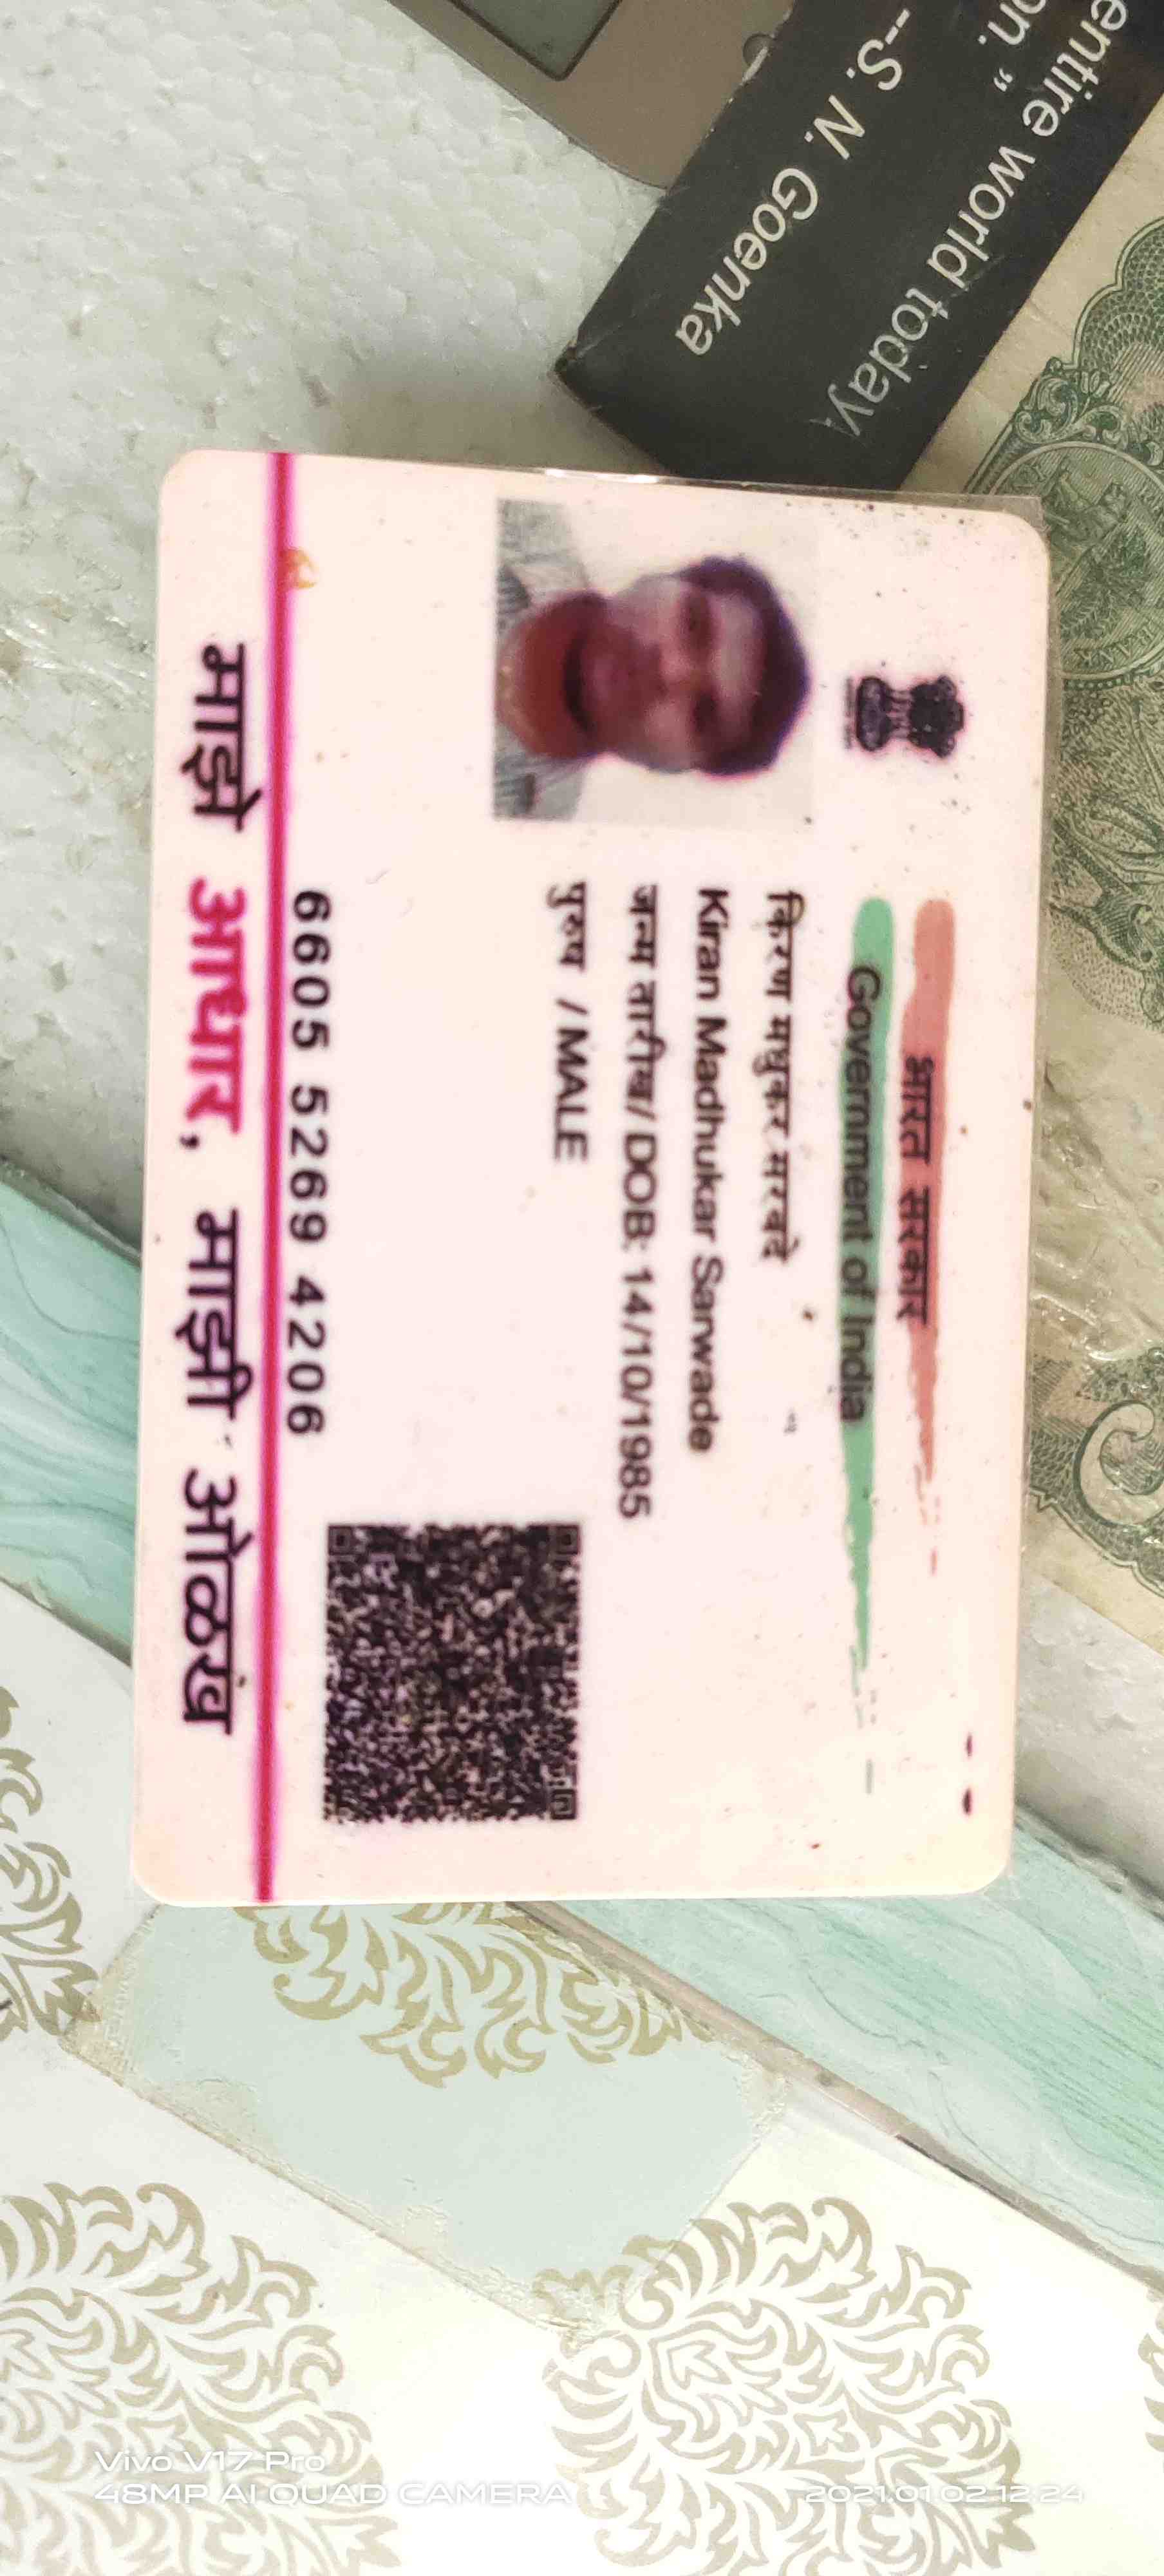 entire world today
on.”
--S. N. Goenka
भारत सरकार
Government of India
किरण मधुकर सरवदे
Kiran Madhukar Sarwade
जन्म तारीख/ DOB: 14/10/1985
पुरुष / MALE
6605 5269 4206
माझे आधार, माझी ओळख
Vivo V17 Pro
48MP AI QUAD CAMERA
2021.01.02 12:24